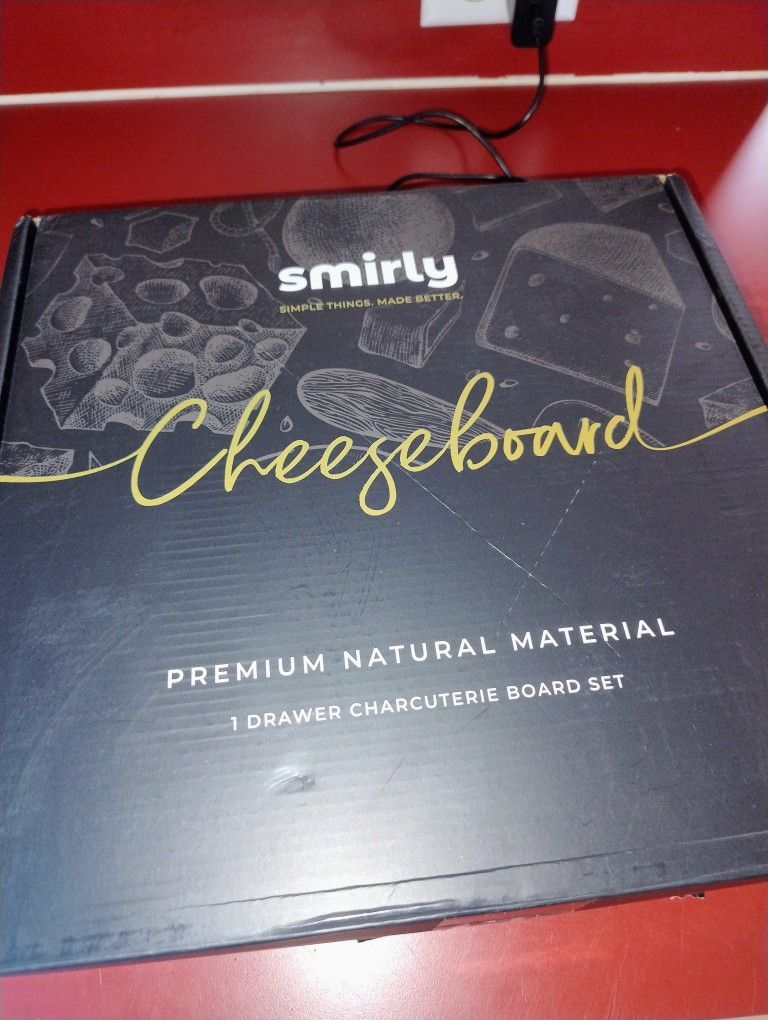 smirly
SIMPLE THINGS. MADE BETTER.
Cheeseboard
PREMIUM NATURAL MATERIAL
1 DRAWER CHARCUTERIE BOARD SET